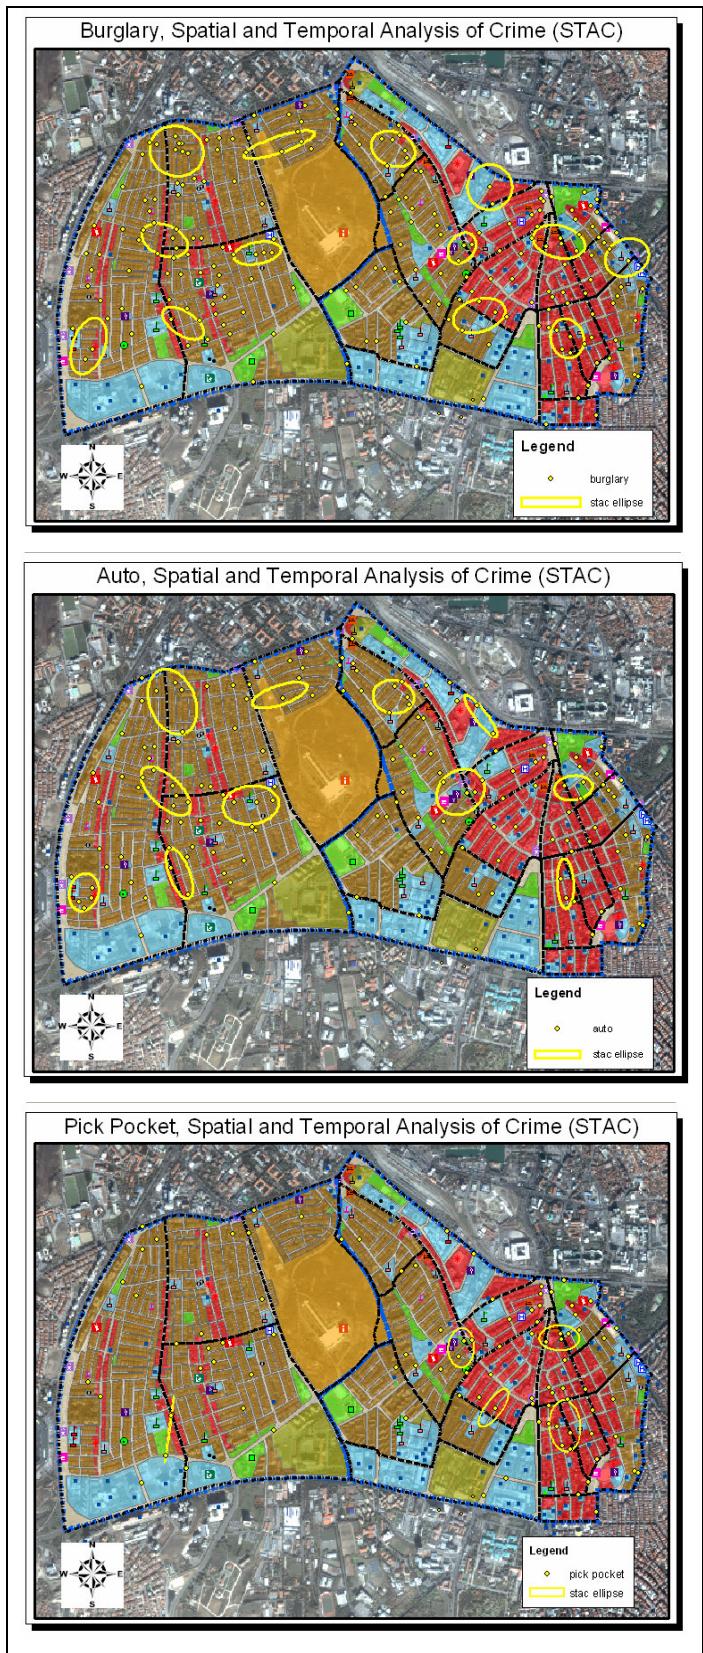 Burglary, Spatial and Temporal Analysis of Crime (STAC)
N
W E
S
Legend
burglary
stac ellipse
Auto, Spatial and Temporal Analysis of Crime (STAC)
N
W E
S
Legend
auto
stac ellipse
Pick Pocket, Spatial and Temporal Analysis of Crime (STAC)
N
W E
S
Legend
pick pocket
stac ellipse